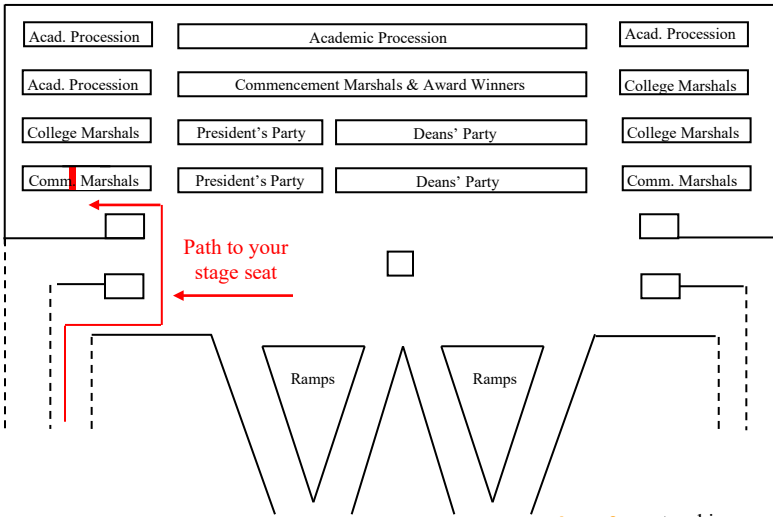 Acad. Procession
Academic Procession
Acad. Procession
Acad. Procession
Commencement Marshals & Award Winners
College Marshals
College Marshals
President's Party
Deans' Party
College Marshals
Comm. Marshals
President's Party
Deans' Party
Comm. Marshals
Path to your
stage seat
Ramps
Ramps